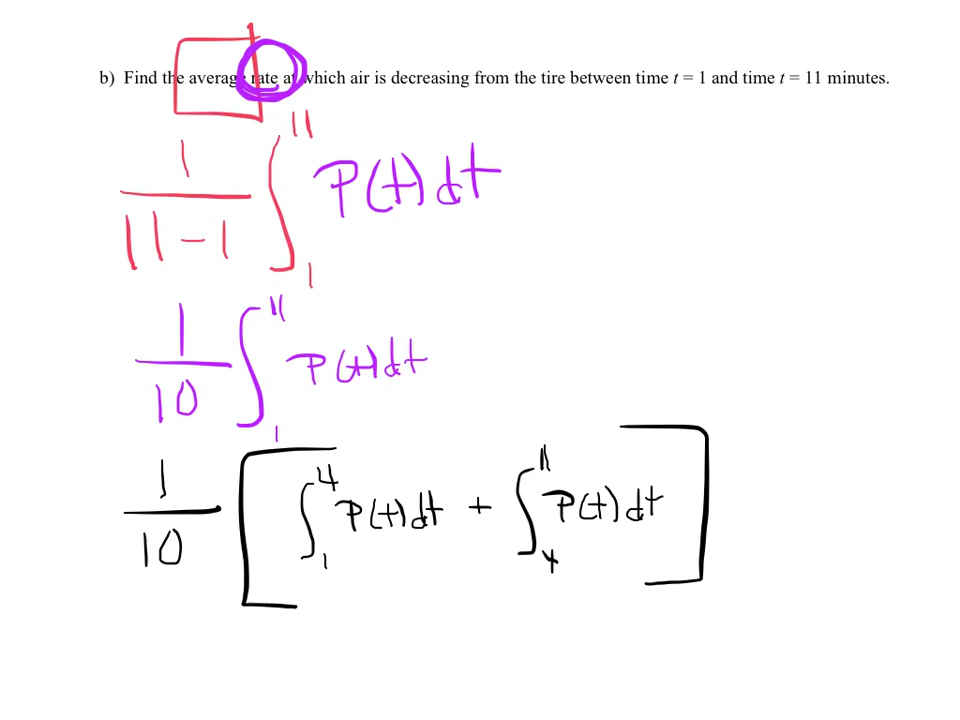 b) Find the average rate at which air is decreasing from the tire between time t = 1 and time t = 11 minutes.
1/(11-1) ∫_1^11 P(t)dt
1/10 ∫_1^11 P(t)dt
1/10 [ ∫_1^4 P(t)dt + ∫_4^11 P(t)dt ]